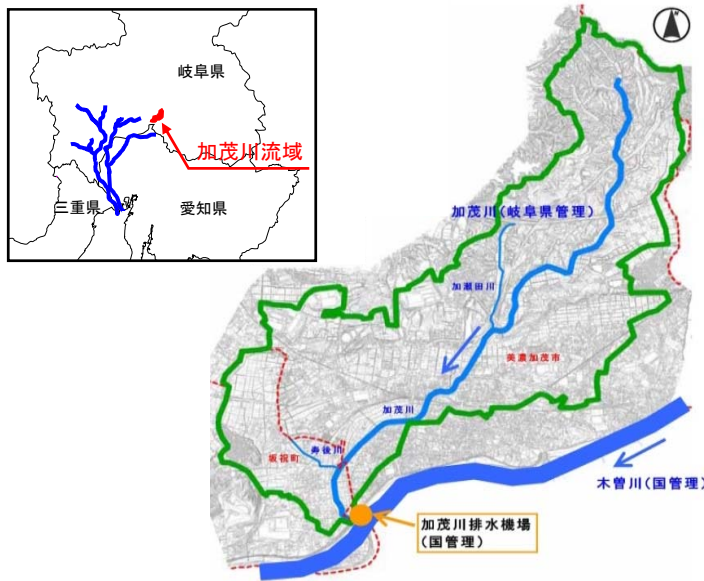 岐阜県
加茂川流域
三重県
愛知県
N
加茂川(岐阜県管理)
加瀬田川
美濃加茂市
加茂川
寿後川
坂祝町
木曽川(国管理)
加茂川排水機場
(国管理)